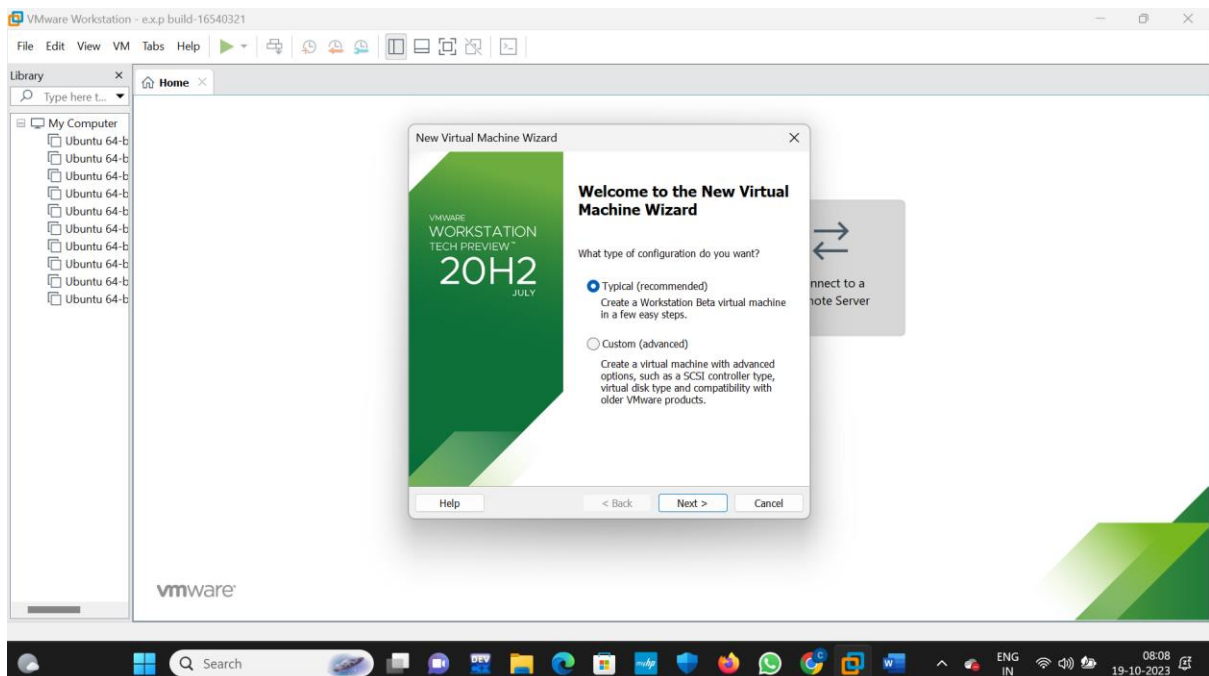 VMware Workstation - e.x.p build-16540321
File Edit View VM Tabs Help
Library
Type here t...
Home
My Computer
Ubuntu 64-b
Ubuntu 64-b
Ubuntu 64-b
Ubuntu 64-b
Ubuntu 64-b
Ubuntu 64-b
Ubuntu 64-b
Ubuntu 64-b
Ubuntu 64-b
Ubuntu 64-b
New Virtual Machine Wizard
VMWARE
WORKSTATION
TECH PREVIEW™
20H2
JULY
Welcome to the New Virtual
Machine Wizard
What type of configuration do you want?
Typical (recommended)
Create a Workstation Beta virtual machine
in a few easy steps.
Custom (advanced)
Create a virtual machine with advanced
options, such as a SCSI controller type,
virtual disk type and compatibility with
older VMware products.
Help < Back Next > Cancel
nnect to a
note Server
vmware
Search
DEV
myhp
W
ENG
IN
08:08
19-10-2023